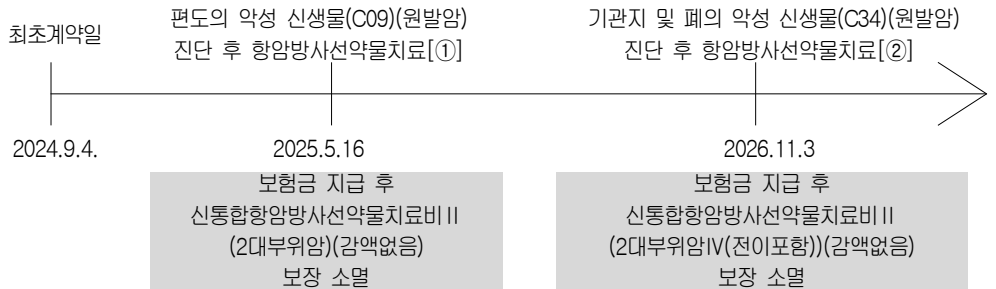 최초계약일
편도의 악성 신생물(C09)(원발암)
진단 후 항암방사선약물치료[①]
기관지 및 폐의 악성 신생물(C34)(원발암)
진단 후 항암방사선약물치료[②]
2024.9.4.
2025.5.16
2026.11.3
보험금 지급 후
신통합항암방사선약물치료비Ⅱ
(2대부위암)(감액없음)
보장 소멸
보험금 지급 후
신통합항암방사선약물치료비Ⅱ
(2대부위암Ⅳ(전이포함))(감액없음)
보장 소멸